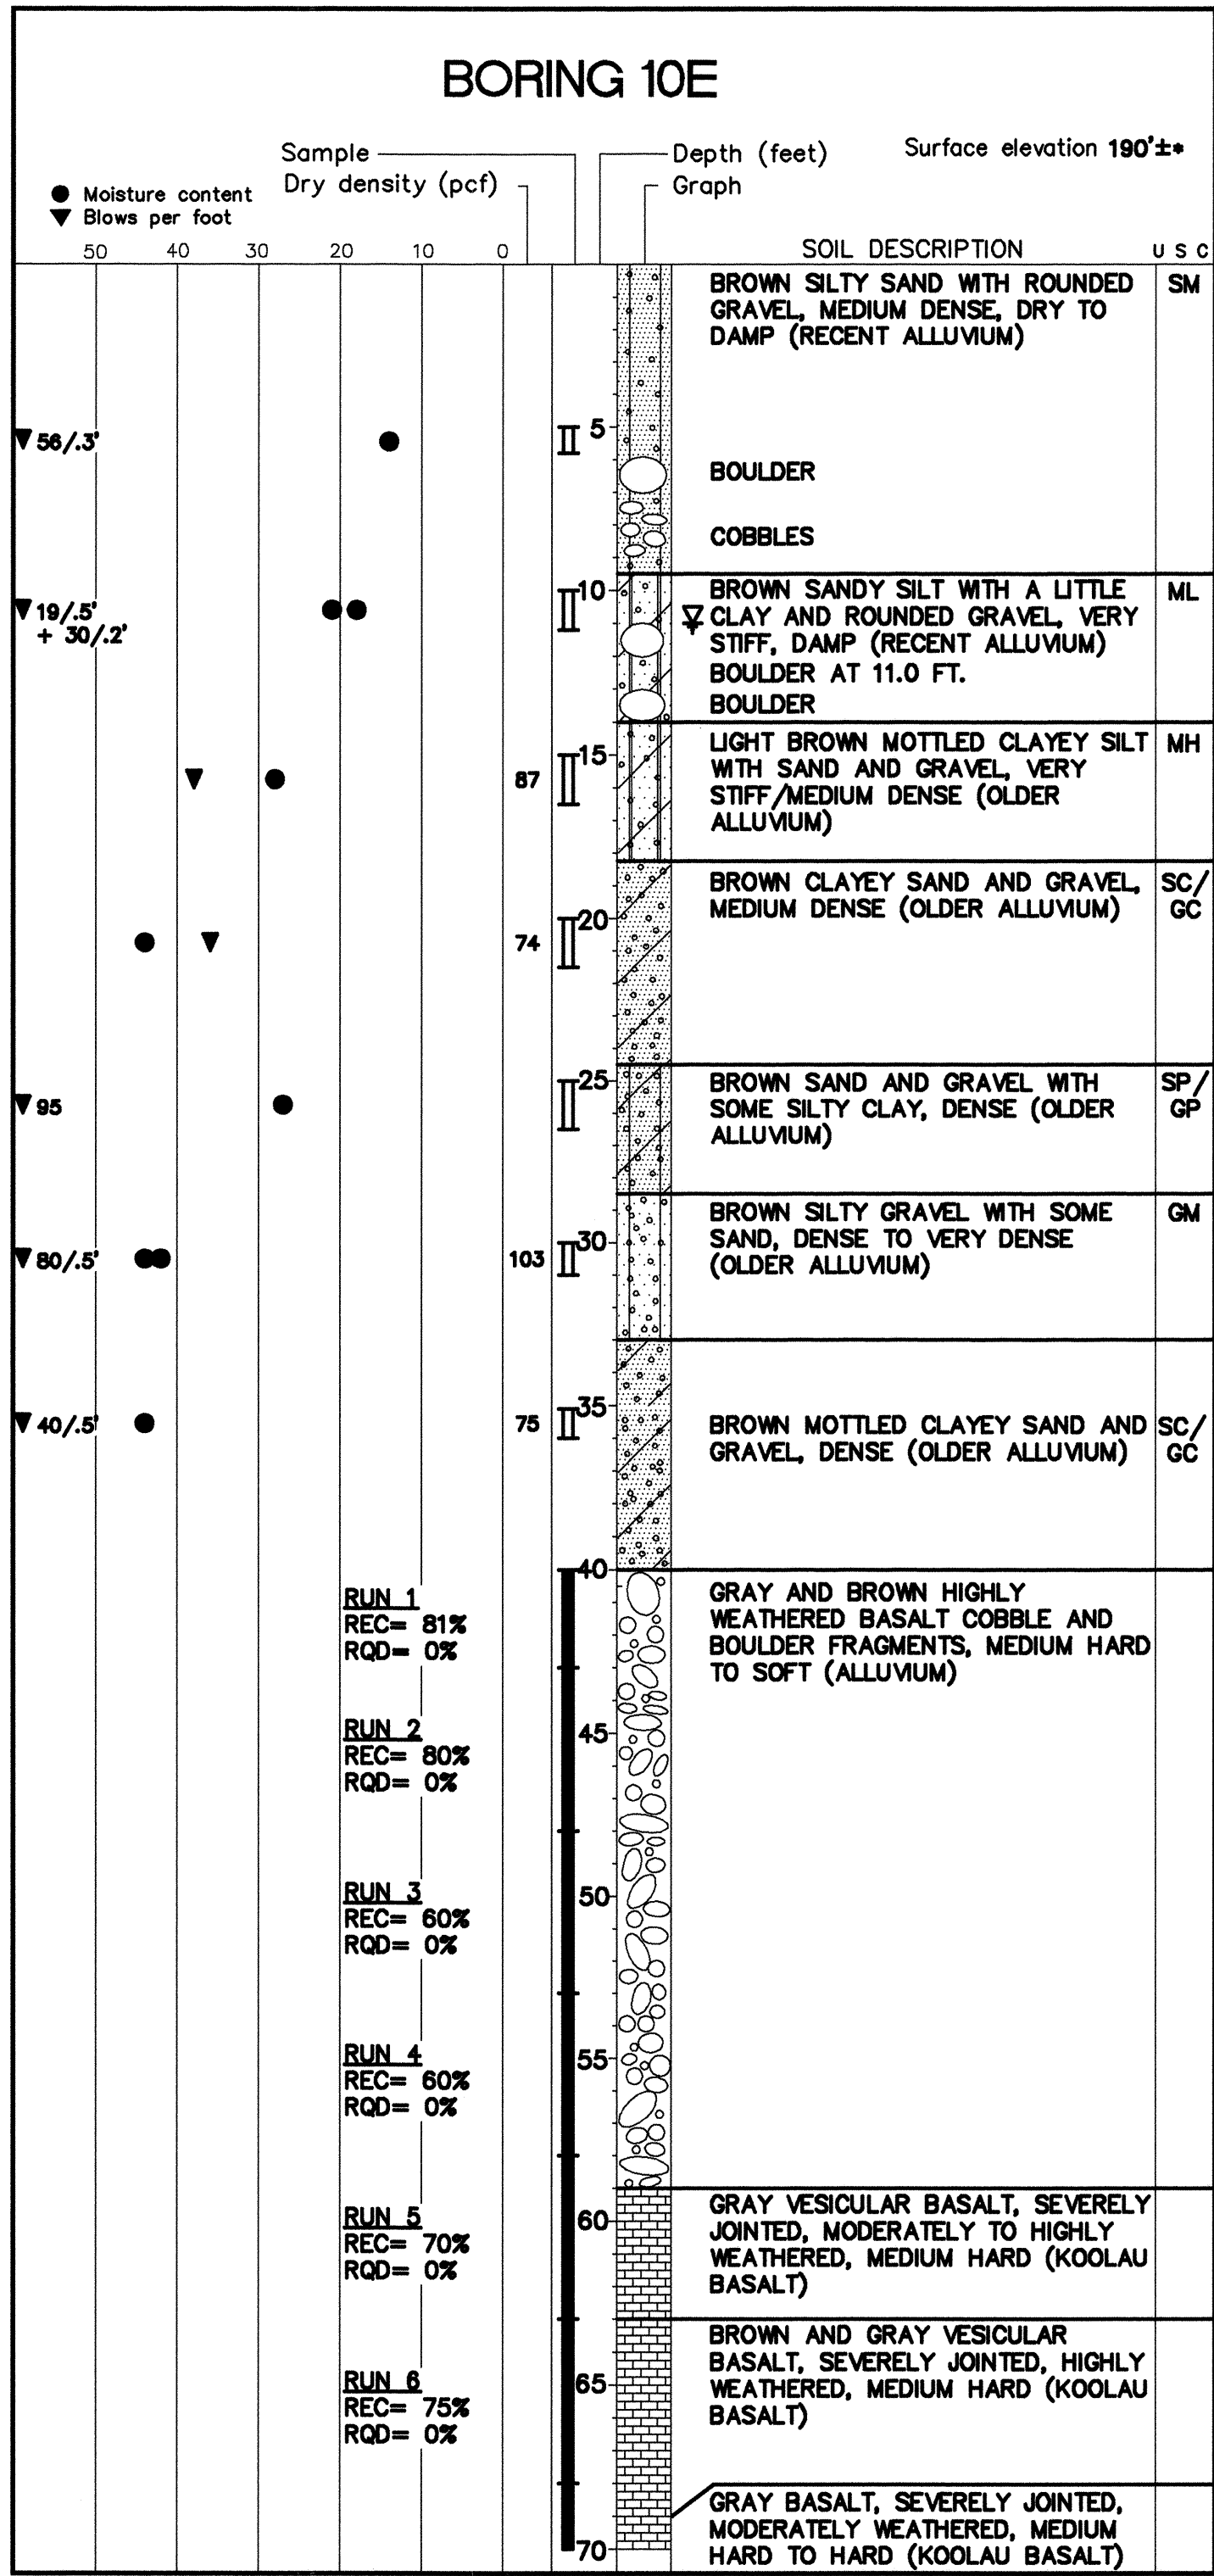 BORING 10E
Sample
Depth (feet)
Surface elevation 190'±*
Dry density (pcf)
Graph
● Moisture content
▼ Blows per foot
50 40 30 20 10 0
SOIL DESCRIPTION
U S C
BROWN SILTY SAND WITH ROUNDED SM
GRAVEL, MEDIUM DENSE, DRY TO
DAMP (RECENT ALLUVIUM)
56/.3' 5
BOULDER
COBBLES
10 BROWN SANDY SILT WITH A LITTLE ML
19/.5' CLAY AND ROUNDED GRAVEL, VERY
+ 30/.2' STIFF, DAMP (RECENT ALLUVIUM)
BOULDER AT 11.0 FT.
BOULDER
LIGHT BROWN MOTTLED CLAYEY SILT MH
15 WITH SAND AND GRAVEL, VERY
87 STIFF/MEDIUM DENSE (OLDER
ALLUVIUM)
BROWN CLAYEY SAND AND GRAVEL, SC/
20 MEDIUM DENSE (OLDER ALLUVIUM) GC
74
25 BROWN SAND AND GRAVEL WITH SP/
95 SOME SILTY CLAY, DENSE (OLDER GP
ALLUVIUM)
BROWN SILTY GRAVEL WITH SOME GM
30 SAND, DENSE TO VERY DENSE
80/.5' 103 (OLDER ALLUVIUM)
35
40/.5' 75 BROWN MOTTLED CLAYEY SAND AND SC/
GRAVEL, DENSE (OLDER ALLUVIUM) GC
40
RUN 1 GRAY AND BROWN HIGHLY
REC= 81% WEATHERED BASALT COBBLE AND
RQD= 0% BOULDER FRAGMENTS, MEDIUM HARD
TO SOFT (ALLUVIUM)
RUN 2 45
REC= 80%
RQD= 0%
RUN 3 50
REC= 60%
RQD= 0%
RUN 4 55
REC= 60%
RQD= 0%
GRAY VESICULAR BASALT, SEVERELY
RUN 5 60 JOINTED, MODERATELY TO HIGHLY
REC= 70% WEATHERED, MEDIUM HARD (KOOLAU
RQD= 0% BASALT)
BROWN AND GRAY VESICULAR
BASALT, SEVERELY JOINTED, HIGHLY
RUN 6 65 WEATHERED, MEDIUM HARD (KOOLAU
REC= 75% BASALT)
RQD= 0%
GRAY BASALT, SEVERELY JOINTED,
MODERATELY WEATHERED, MEDIUM
70 HARD TO HARD (KOOLAU BASALT)